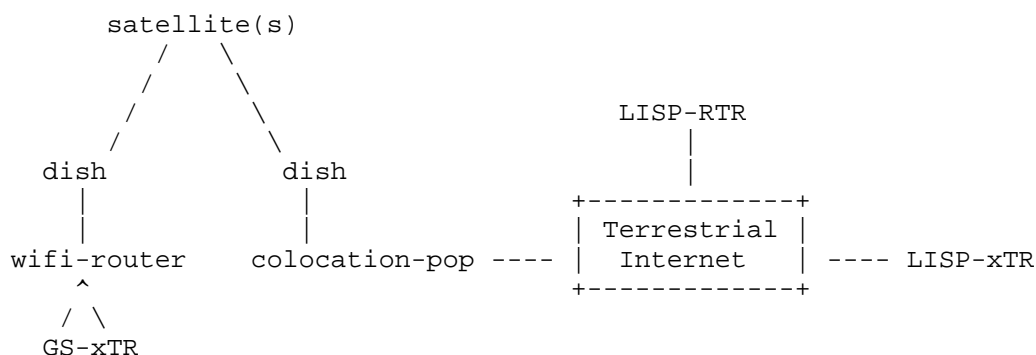 satellite(s)
LISP-RTR
dish dish
Terrestrial
wifi-router colocation-pop ---- Internet ---- LISP-xTR
GS-xTR